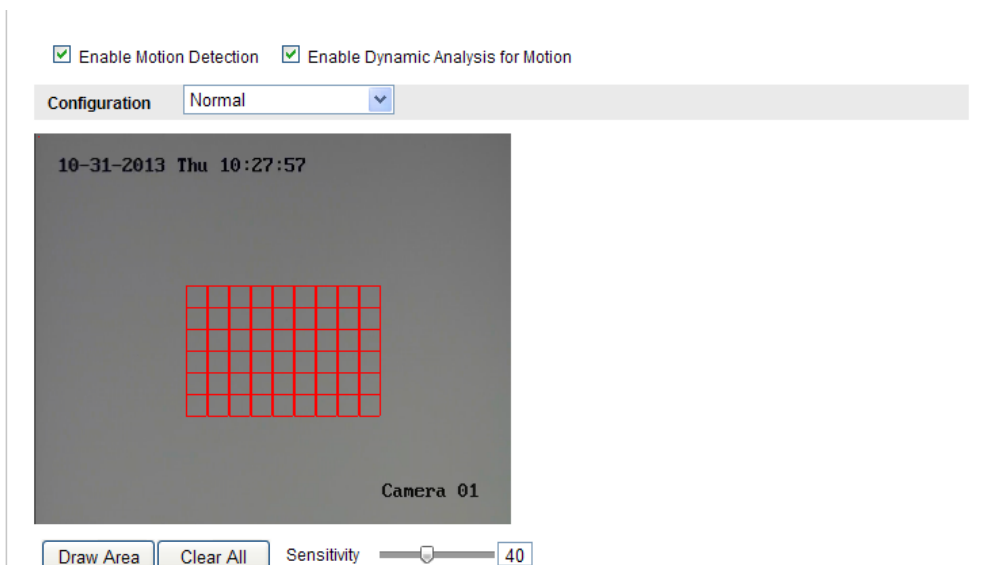 Enable Motion Detection Enable Dynamic Analysis for Motion
Configuration Normal
10-31-2013 Thu 10:27:57
Camera 01
Draw Area Clear All Sensitivity 40